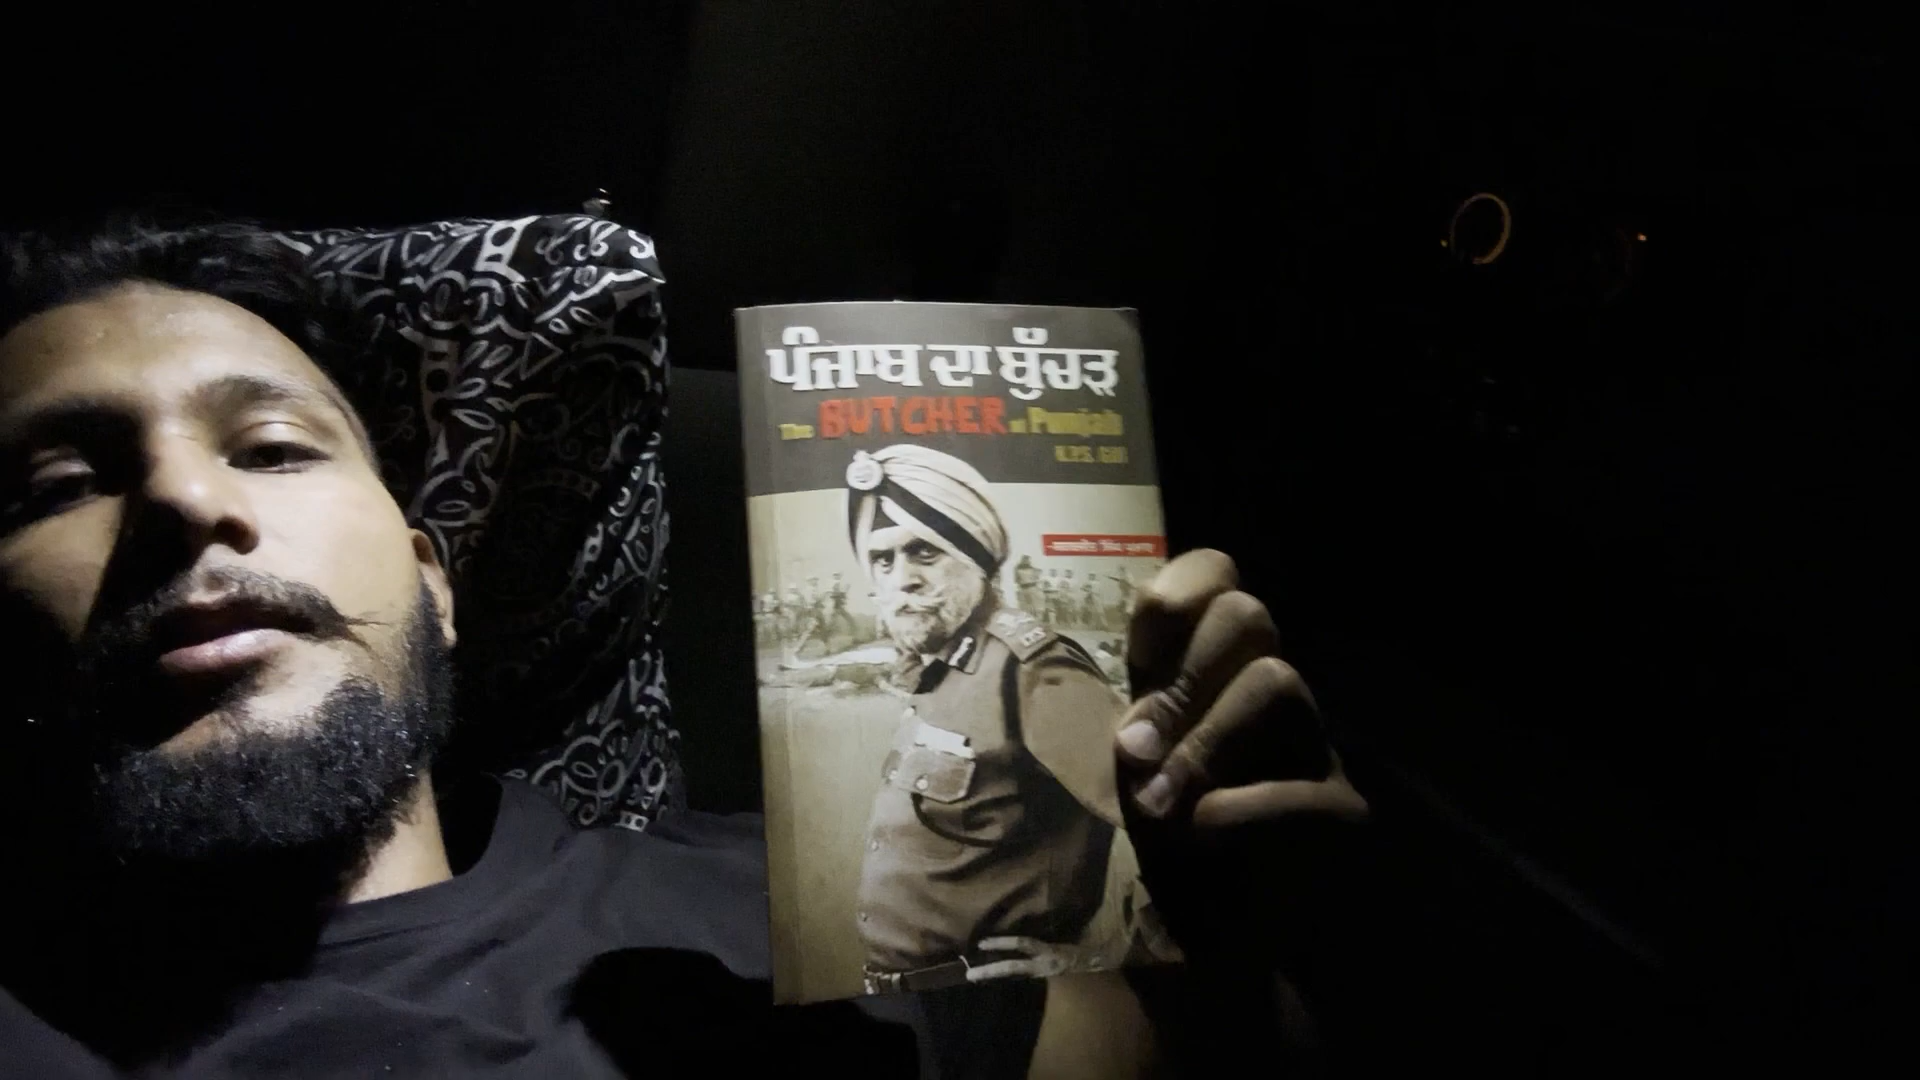 ਪੰਜਾਬ ਦਾ ਬੁੱਚੜ
The BUTCHER of Punjab
K.P.S. Gill
ਸਿੰਘ